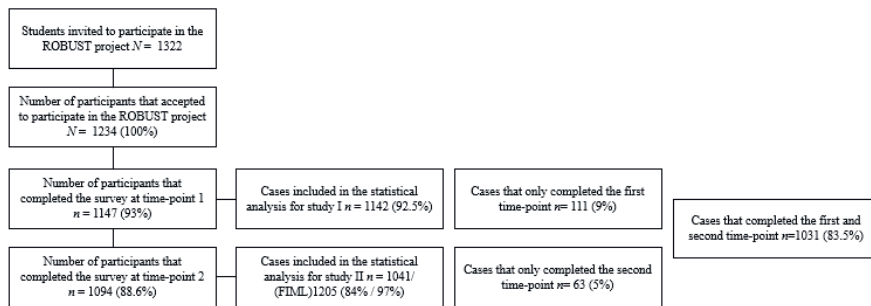 Students invited to participate in the
ROBUST project N = 1322
Number of participants that accepted
to participate in the ROBUST project
N = 1234 (100%)
Number of participants that
completed the survey at time-point 1
n = 1147 (93%)
Cases included in the statistical
analysis for study I n = 1142 (92.5%)
Cases that only completed the first
time-point n= 111 (9%)
Cases that completed the first and
second time-point n=1031 (83.5%)
Number of participants that
completed the survey at time-point 2
n = 1094 (88.6%)
Cases included in the statistical
analysis for study II n = 1041/
(FIML)1205 (84% / 97%)
Cases that only completed the second
time-point n= 63 (5%)